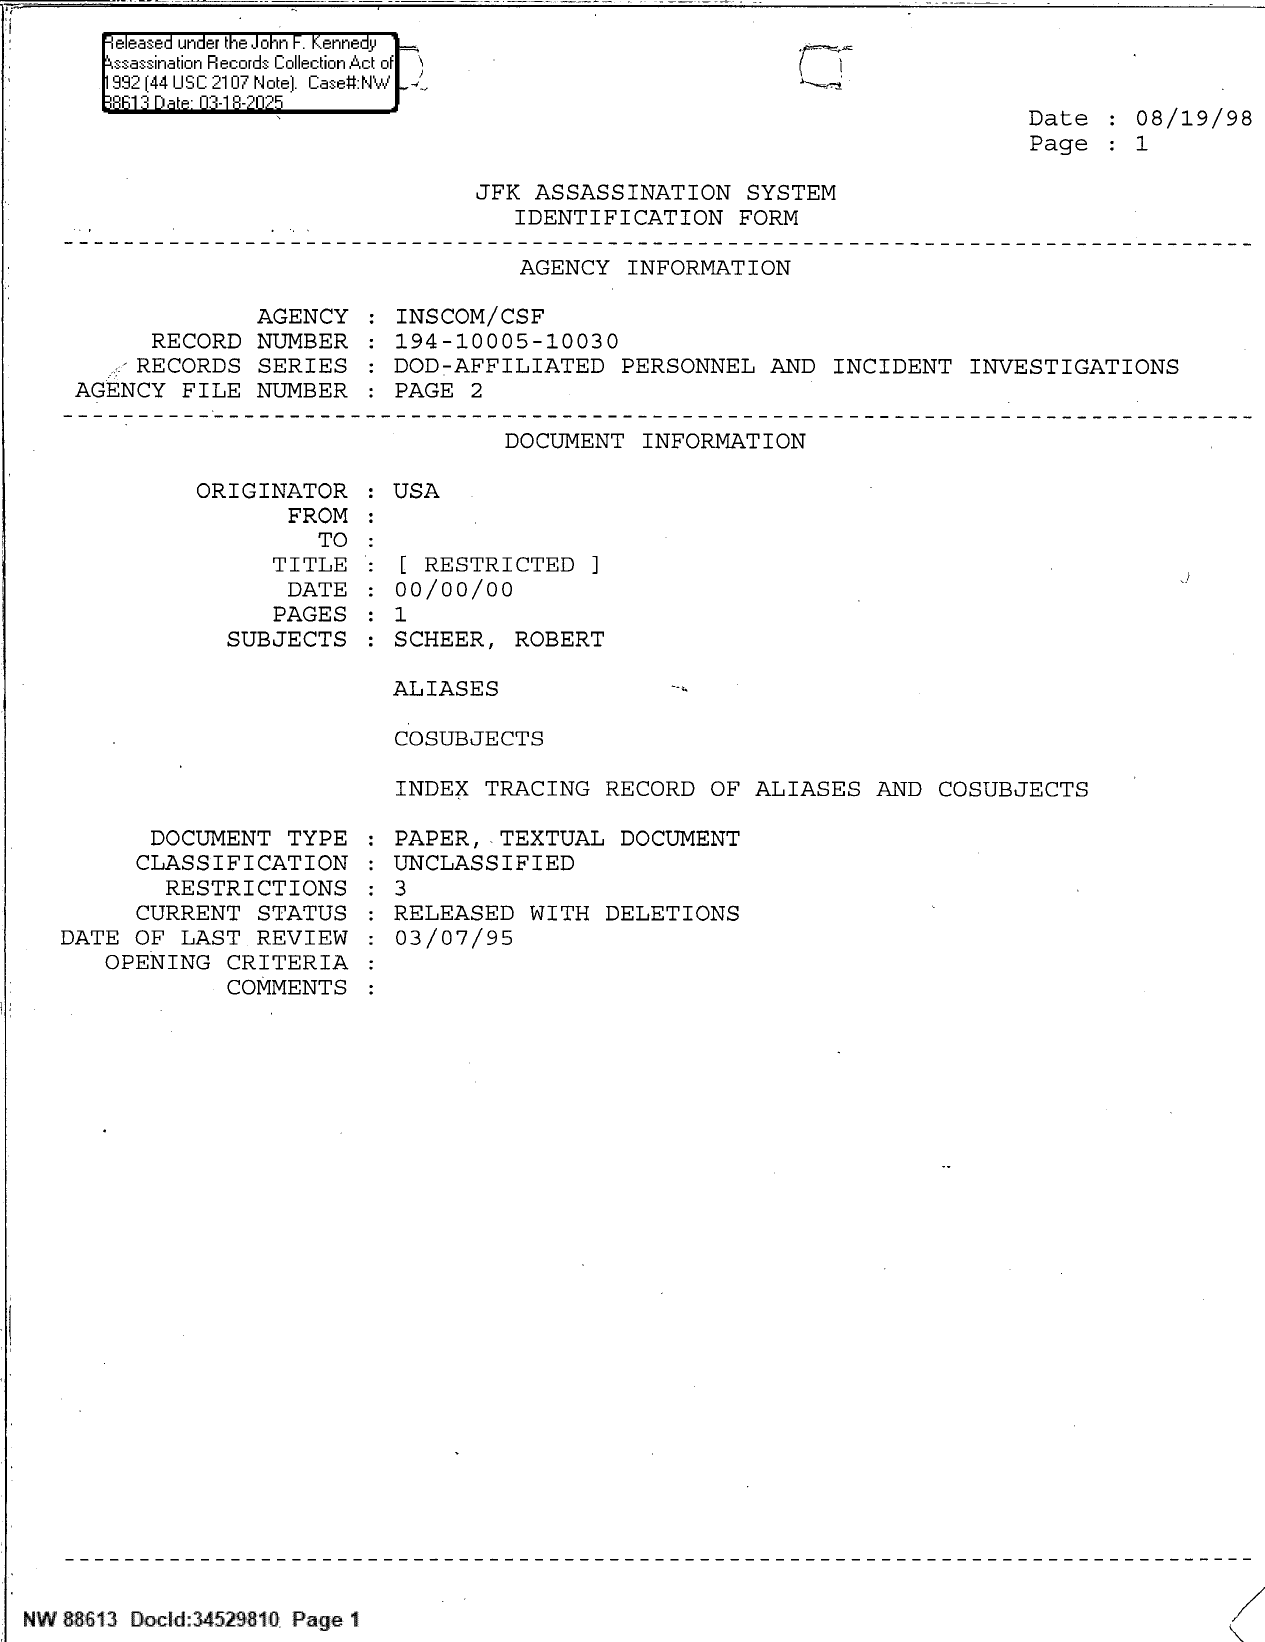 Released under the John F. Kennedy
Assassination Records Collection Act of
1992 (44 USC 2107 Note). Case#:NW
88613 Date: 03-18-2025
Date : 08/19/98
Page : 1
JFK ASSASSINATION SYSTEM
IDENTIFICATION FORM
AGENCY INFORMATION
AGENCY : INSCOM/CSF
RECORD NUMBER : 194-10005-10030
RECORDS SERIES : DOD-AFFILIATED PERSONNEL AND INCIDENT INVESTIGATIONS
AGENCY FILE NUMBER : PAGE 2
DOCUMENT INFORMATION
ORIGINATOR : USA
FROM :
TO :
TITLE : [ RESTRICTED ]
DATE : 00/00/00
PAGES : 1
SUBJECTS : SCHEER, ROBERT
ALIASES
COSUBJECTS
INDEX TRACING RECORD OF ALIASES AND COSUBJECTS
DOCUMENT TYPE : PAPER, TEXTUAL DOCUMENT
CLASSIFICATION : UNCLASSIFIED
RESTRICTIONS : 3
CURRENT STATUS : RELEASED WITH DELETIONS
DATE OF LAST REVIEW : 03/07/95
OPENING CRITERIA :
COMMENTS :
NW 88613 DocId:34529810 Page 1